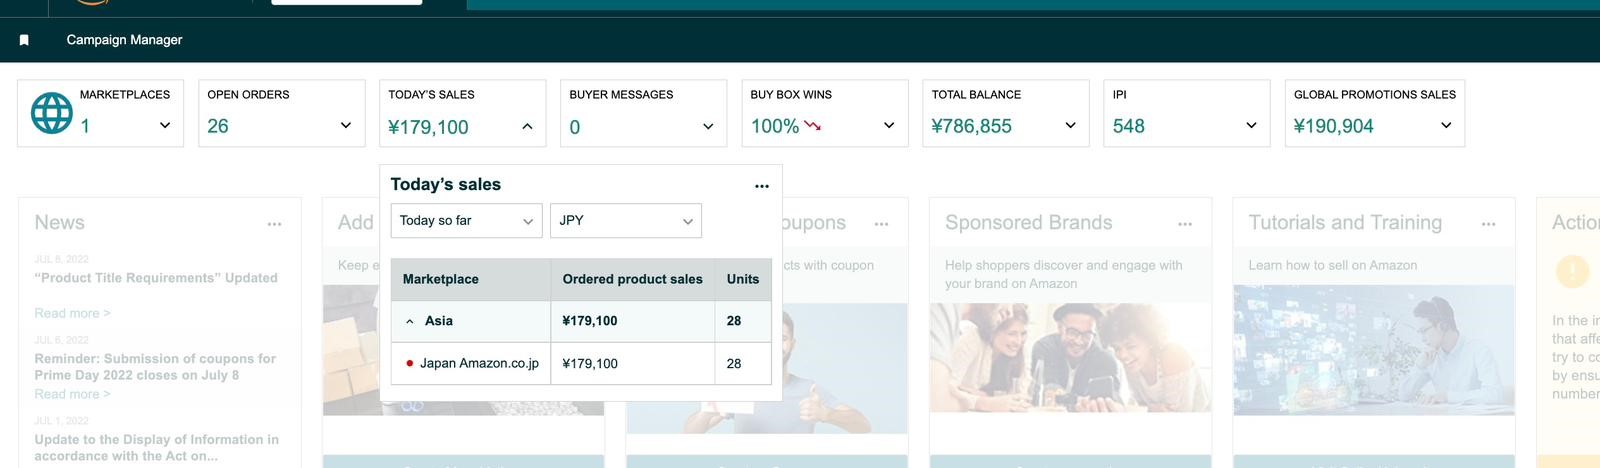 Campaign Manager
MARKETPLACES
1
OPEN ORDERS
26
TODAY'S SALES
¥179,100
BUYER MESSAGES
0
BUY BOX WINS
100%
TOTAL BALANCE
¥786,855
IPI
548
GLOBAL PROMOTIONS SALES
¥190,904
Today's sales
Today so far
JPY
Marketplace Ordered product sales Units
Asia ¥179,100 28
Japan Amazon.co.jp ¥179,100 28
News
JUL 8, 2022
“Product Title Requirements” Updated
Read more >
JUL 6, 2022
Reminder: Submission of coupons for
Prime Day 2022 closes on July 8
Read more >
JUL 1, 2022
Update to the Display of Information in
accordance with the Act on...
Add
Keep
oupons
cts with coupon
Sponsored Brands
Help shoppers discover and engage with
your brand on Amazon
Tutorials and Training
Learn how to sell on Amazon
Action
In the
that affe
try to co
by ensu
number